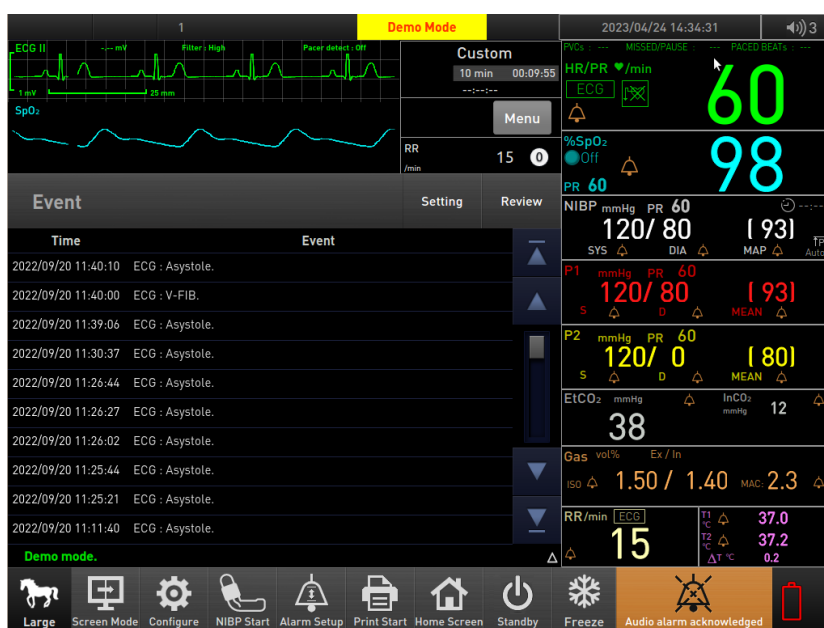 1
Demo Mode
2023/04/24 14:34:31
3
ECG II
-.-- mV
Filter : High
Pacer detect : Off
1 mV
25 mm
SpO₂
Custom
10 min 00:09:55
--:--:--
Menu
RR
/min
15 0
PVCs : --- MISSED/PAUSE : --- PACED BEATS : ---
HR/PR ♥/min
ECG
60
%SpO₂
Off
98
PR 60
NIBP mmHg PR 60
--:--
120/ 80 ( 93)
SYS DIA MAP
Auto
P1 mmHg PR 60
120/ 80 ( 93)
S D MEAN
P2 mmHg PR 60
120/ 0 ( 80)
S D MEAN
EtCO₂ mmHg
38
InCO₂
mmHg 12
Gas vol% Ex / In
ISO 1.50 / 1.40 MAC: 2.3
RR/min ECG
15
T1 °C 37.0
T2 °C 37.2
ΔT °C 0.2
Event
Setting
Review
Time Event
2022/09/20 11:40:10 ECG : Asystole.
2022/09/20 11:40:00 ECG : V-FIB.
2022/09/20 11:39:06 ECG : Asystole.
2022/09/20 11:30:37 ECG : Asystole.
2022/09/20 11:26:44 ECG : Asystole.
2022/09/20 11:26:27 ECG : Asystole.
2022/09/20 11:26:02 ECG : Asystole.
2022/09/20 11:25:44 ECG : Asystole.
2022/09/20 11:25:21 ECG : Asystole.
2022/09/20 11:11:40 ECG : Asystole.
Demo mode.
Large
Screen Mode
Configure
NIBP Start
Alarm Setup
Print Start
Home Screen
Standby
Freeze
Audio alarm acknowledged